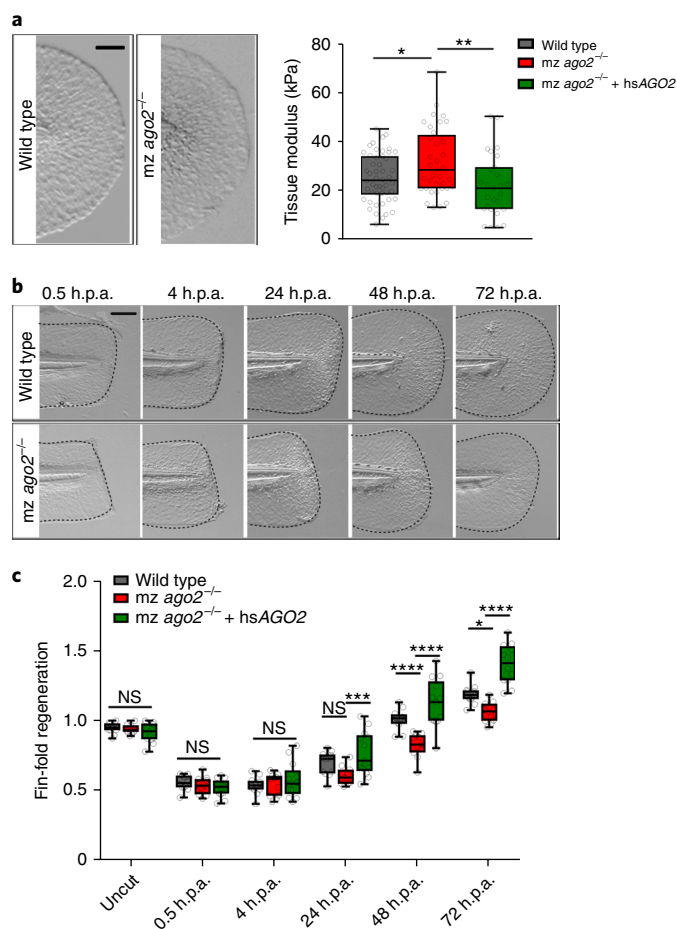 a
Wild type
mz ago2−/−
Tissue modulus (kPa)
80
60
40
20
0
*
**
Wild type
mz ago2−/−
mz ago2−/− + hsAGO2
b
0.5 h.p.a.
4 h.p.a.
24 h.p.a.
48 h.p.a.
72 h.p.a.
Wild type
mz ago2−/−
c
Wild type
mz ago2−/−
mz ago2−/− + hsAGO2
Fin-fold regeneration
2.0
1.5
1.0
0.5
0
NS
NS
NS
NS
***
****
****
*
****
Uncut
0.5 h.p.a.
4 h.p.a.
24 h.p.a.
48 h.p.a.
72 h.p.a.